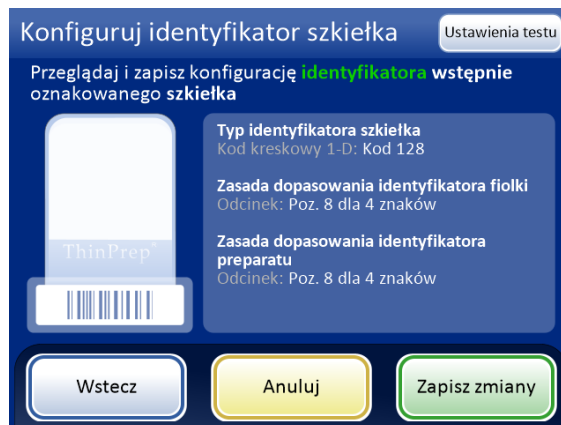 Konfiguruj identyfikator szkiełka
Ustawienia testu
Przeglądaj i zapisz konfigurację identyfikatora wstępnie
oznakowanego szkiełka
Typ identyfikatora szkiełka
Kod kreskowy 1-D: Kod 128
Zasada dopasowania identyfikatora fiolki
Odcinek: Poz. 8 dla 4 znaków
Zasada dopasowania identyfikatora
preparatu
Odcinek: Poz. 8 dla 4 znaków
ThinPrep®
Wstecz
Anuluj
Zapisz zmiany